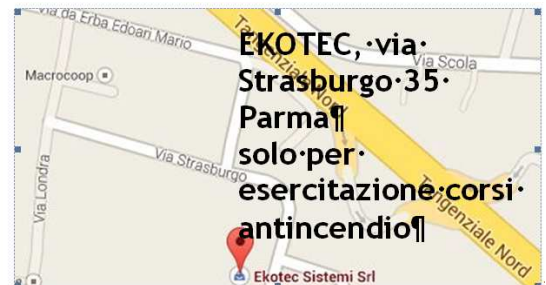 Via da Erba Edoari Mario
Tangenziale Nord
EKOTEC, via
Strasburgo 35
Parma¶
solo per
esercitazione corsi
antincendio¶
Via Scola
Macrocoop
Via Strasburgo
Via Londra
Tangenziale Nord
Ekotec Sistemi Srl